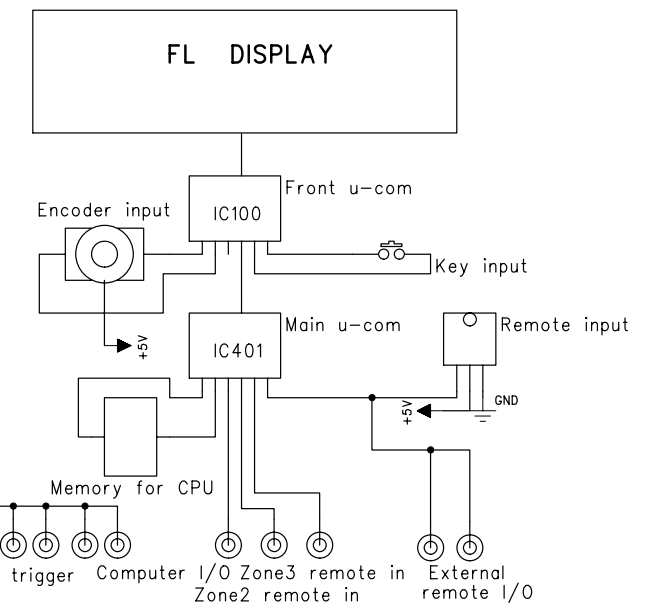 FL DISPLAY
Front u-com
Encoder input
IC100
Key input
+5V
Main u-com
Remote input
IC401
+5V
GND
Memory for CPU
trigger
Computer I/O
Zone3 remote in
External
Zone2 remote in
remote I/O